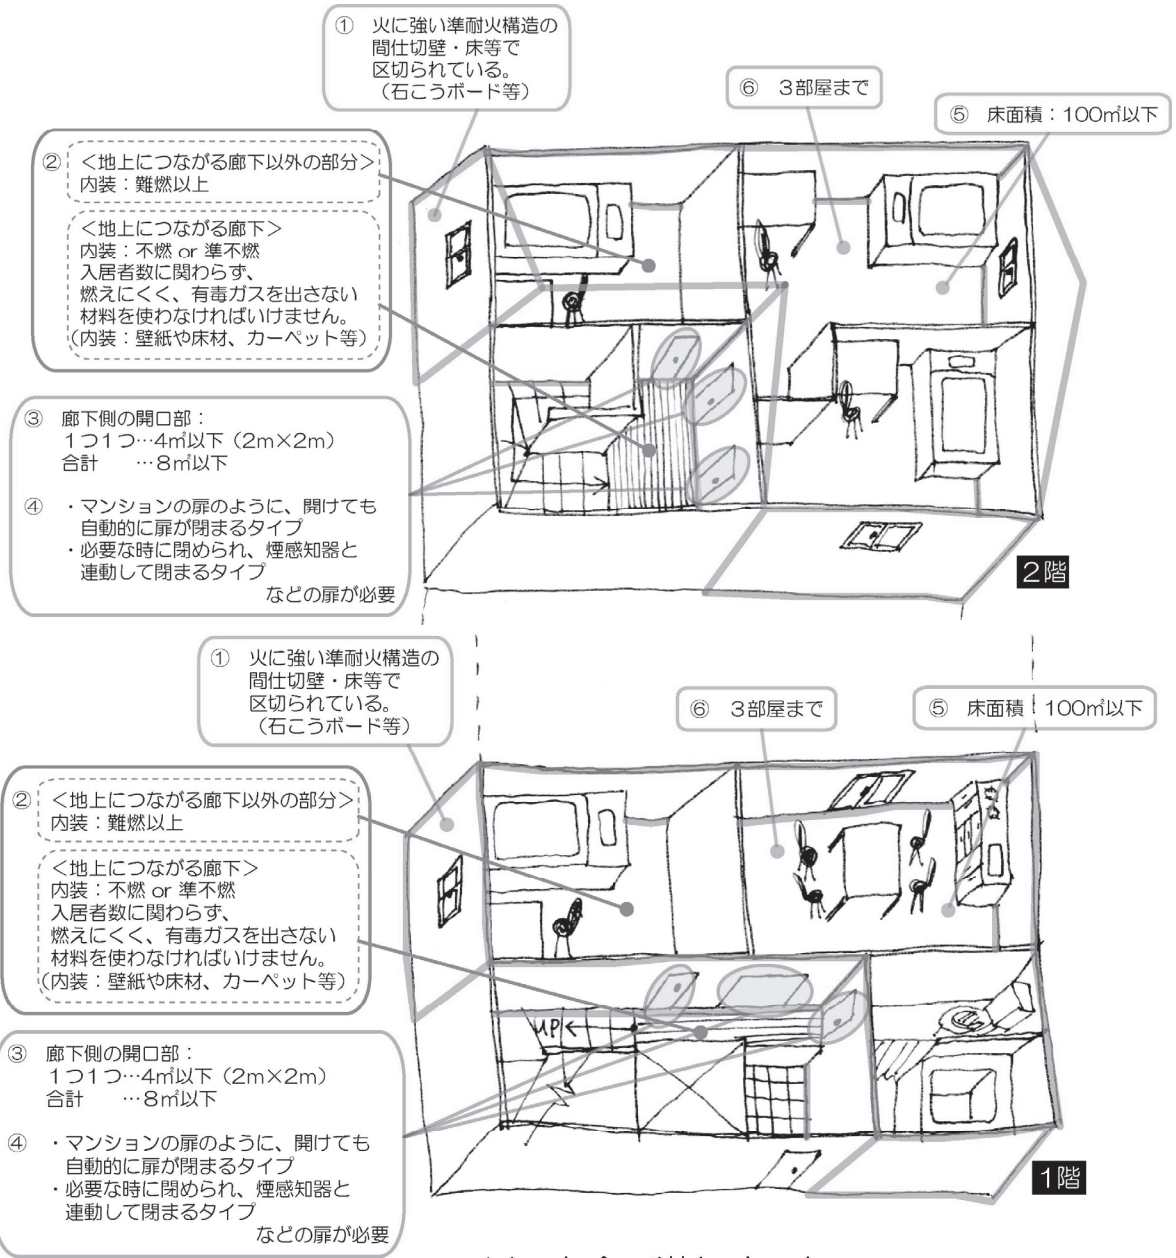 ① 火に強い準耐火構造の
間仕切壁・床等で
区切られている。
（石こうボード等）
⑥ 3部屋まで
⑤ 床面積：100㎡以下
② ＜地上につながる廊下以外の部分＞
内装：難燃以上
＜地上につながる廊下＞
内装：不燃 or 準不燃
入居者数に関わらず、
燃えにくく、有毒ガスを出さない
材料を使わなければいけません。
（内装：壁紙や床材、カーペット等）
③ 廊下側の開口部：
1つ1つ…4㎡以下（2m×2m）
合計 …8㎡以下
④ ・マンションの扉のように、開けても
自動的に扉が閉まるタイプ
・必要な時に閉められ、煙感知器と
連動して閉まるタイプ
などの扉が必要
2階
① 火に強い準耐火構造の
間仕切壁・床等で
区切られている。
（石こうボード等）
⑥ 3部屋まで
⑤ 床面積：100㎡以下
② ＜地上につながる廊下以外の部分＞
内装：難燃以上
＜地上につながる廊下＞
内装：不燃 or 準不燃
入居者数に関わらず、
燃えにくく、有毒ガスを出さない
材料を使わなければいけません。
（内装：壁紙や床材、カーペット等）
UP
③ 廊下側の開口部：
1つ1つ…4㎡以下（2m×2m）
合計 …8㎡以下
④ ・マンションの扉のように、開けても
自動的に扉が閉まるタイプ
・必要な時に閉められ、煙感知器と
連動して閉まるタイプ
などの扉が必要
1階